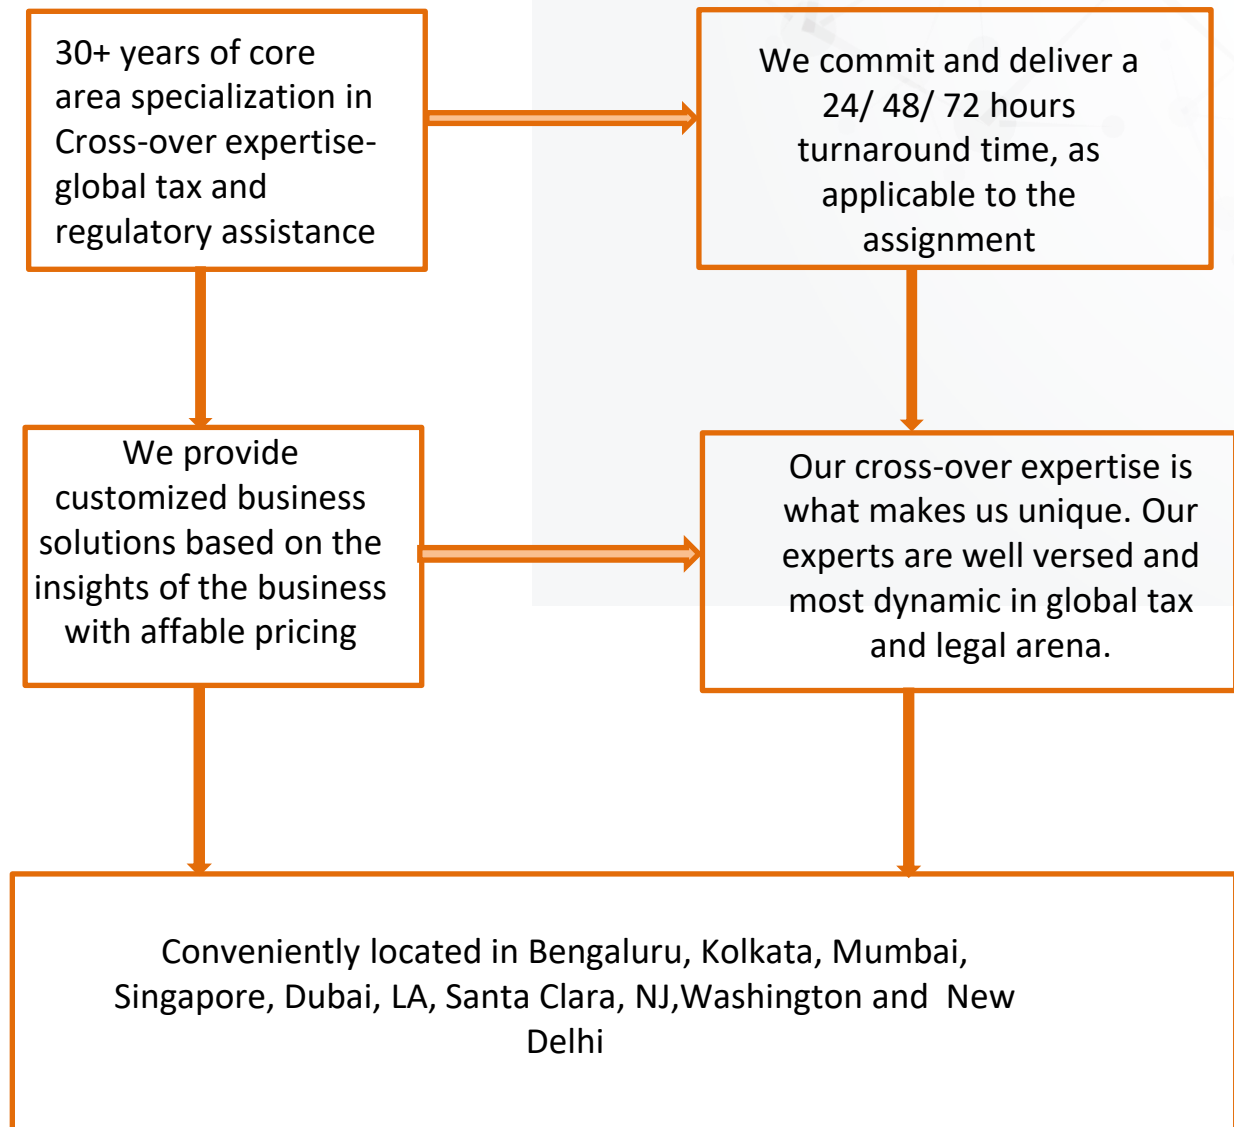 30+ years of core
area specialization in
Cross-over expertise-
global tax and
regulatory assistance
We commit and deliver a
24/ 48/ 72 hours
turnaround time, as
applicable to the
assignment
We provide
customized business
solutions based on the
insights of the business
with affable pricing
Our cross-over expertise is
what makes us unique. Our
experts are well versed and
most dynamic in global tax
and legal arena.
Conveniently located in Bengaluru, Kolkata, Mumbai,
Singapore, Dubai, LA, Santa Clara, NJ,Washington and  New
Delhi